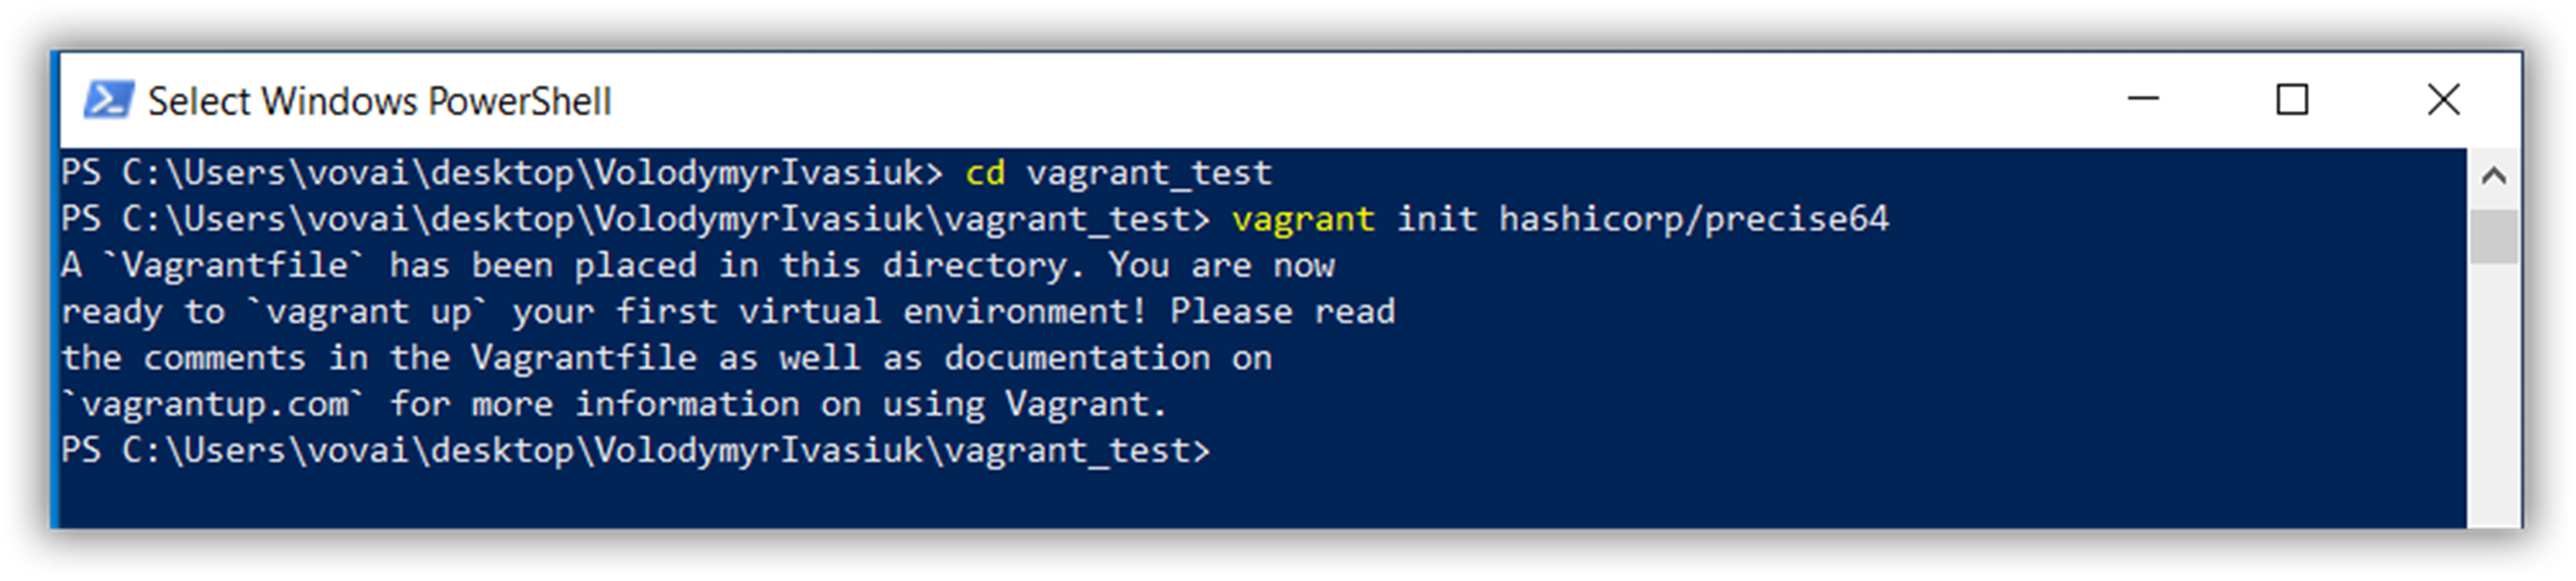 Select Windows PowerShell
PS C:\Users\vovai\desktop\VolodymyrIvasiuk> cd vagrant_test
PS C:\Users\vovai\desktop\VolodymyrIvasiuk\vagrant_test> vagrant init hashicorp/precise64
A `Vagrantfile` has been placed in this directory. You are now
ready to `vagrant up` your first virtual environment! Please read
the comments in the Vagrantfile as well as documentation on
`vagrantup.com` for more information on using Vagrant.
PS C:\Users\vovai\desktop\VolodymyrIvasiuk\vagrant_test>